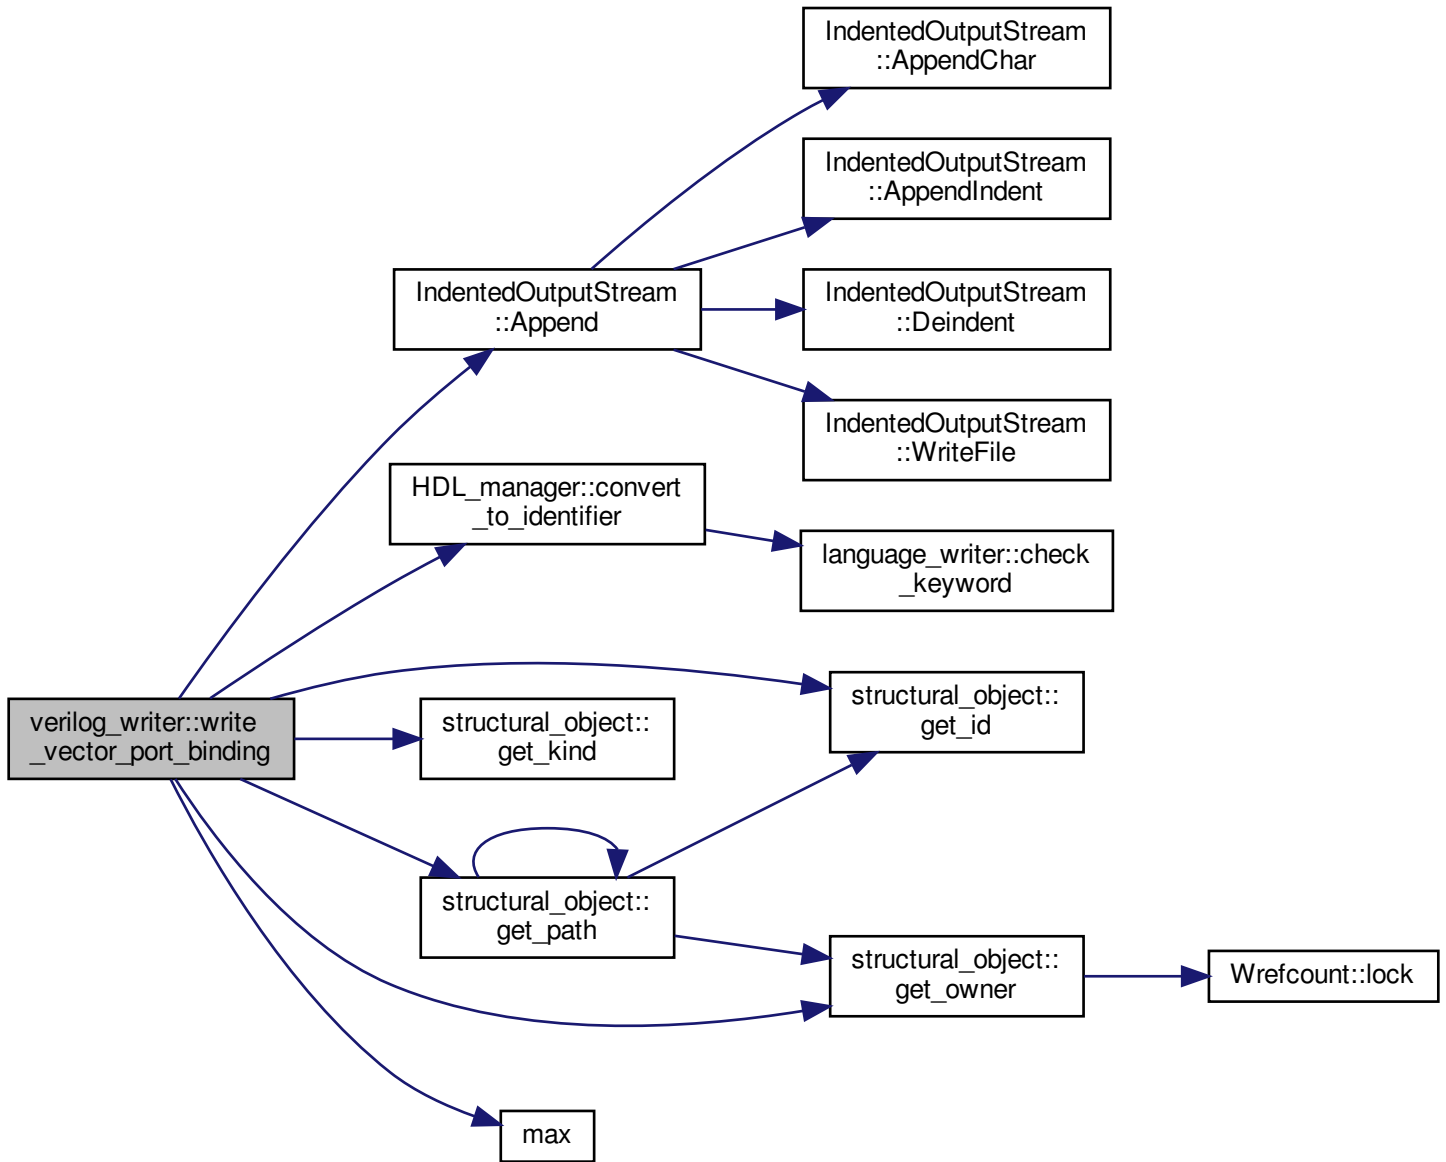 IndentedOutputStream
::AppendChar
IndentedOutputStream
::AppendIndent
IndentedOutputStream
::Append
IndentedOutputStream
::Deindent
IndentedOutputStream
::WriteFile
HDL_manager::convert
_to_identifier
language_writer::check
_keyword
verilog_writer::write
_vector_port_binding
structural_object::
get_kind
structural_object::
get_id
structural_object::
get_path
structural_object::
get_owner
Wrefcount::lock
max